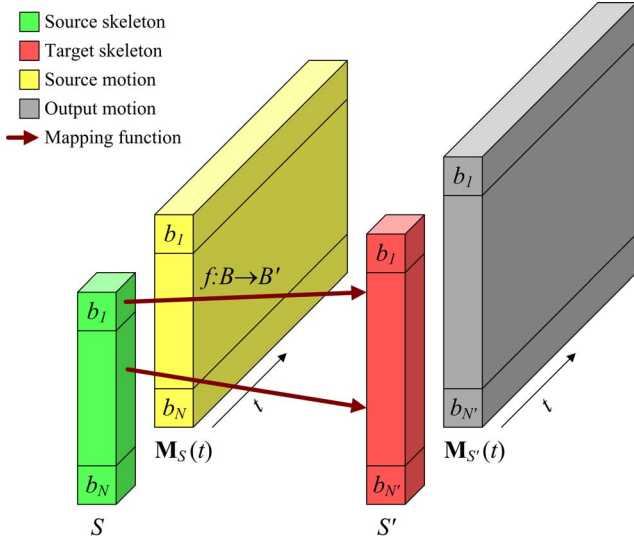 Source skeleton
Target skeleton
Source motion
Output motion
Mapping function
b1
b1
b1
b1
f:B→B′
bN
bN′
t
t
MS(t)
MS′(t)
bN
bN′
S
S′